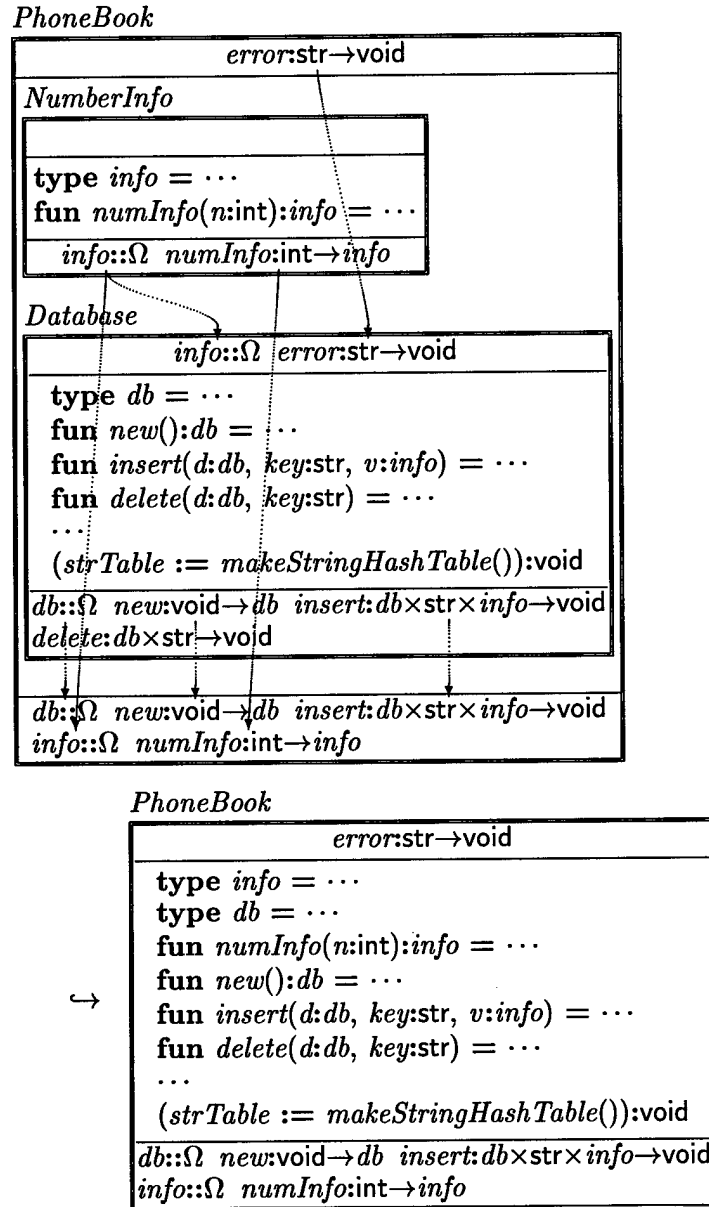 PhoneBook
error:str→void
NumberInfo
type info = ···
fun numInfo(n:int):info = ···
info::Ω numInfo:int→info
Database
info::Ω error:str→void
type db = ···
fun new():db = ···
fun insert(d:db, key:str, v:info) = ···
fun delete(d:db, key:str) = ···
···
(strTable := makeStringHashTable()):void
db::Ω new:void→db insert:db×str×info→void
delete:db×str→void
db::Ω new:void→db insert:db×str×info→void
info::Ω numInfo:int→info
PhoneBook
error:str→void
type info = ···
type db = ···
fun numInfo(n:int):info = ···
fun new():db = ···
↪ fun insert(d:db, key:str, v:info) = ···
fun delete(d:db, key:str) = ···
···
(strTable := makeStringHashTable()):void
db::Ω new:void→db insert:db×str×info→void
info::Ω numInfo:int→info